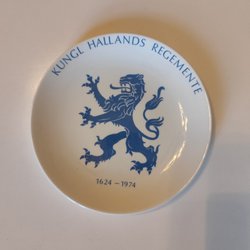 KUNGL HALLANDS REGEMENTE
1624 – 1974